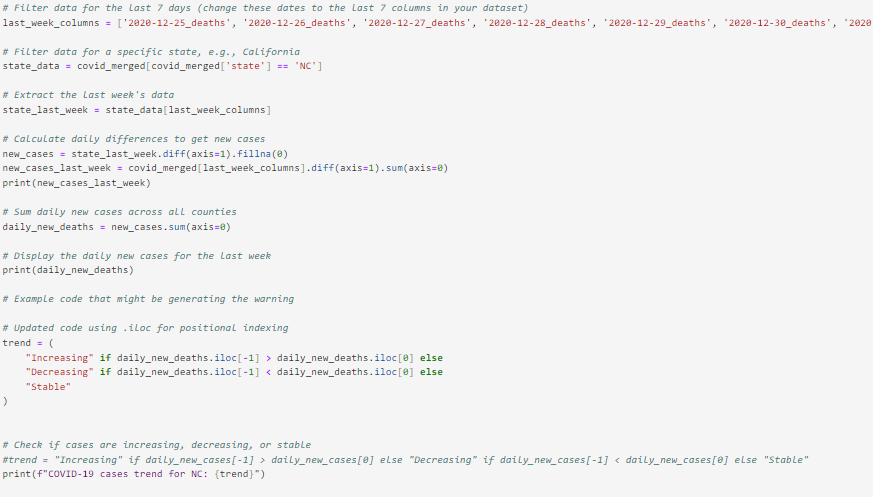 # Filter data for the last 7 days (change these dates to the last 7 columns in your dataset)
last_week_columns = ['2020-12-25_deaths', '2020-12-26_deaths', '2020-12-27_deaths', '2020-12-28_deaths', '2020-12-29_deaths', '2020-12-30_deaths', '2020
# Filter data for a specific state, e.g., California
state_data = covid_merged[covid_merged['state'] == 'NC']
# Extract the last week's data
state_last_week = state_data[last_week_columns]
# Calculate daily differences to get new cases
new_cases = state_last_week.diff(axis=1).fillna(0)
new_cases_last_week = covid_merged[last_week_columns].diff(axis=1).sum(axis=0)
print(new_cases_last_week)
# Sum daily new cases across all counties
daily_new_deaths = new_cases.sum(axis=0)
# Display the daily new cases for the last week
print(daily_new_deaths)
# Example code that might be generating the warning
# Updated code using .iloc for positional indexing
trend = (
    "Increasing" if daily_new_deaths.iloc[-1] > daily_new_deaths.iloc[0] else
    "Decreasing" if daily_new_deaths.iloc[-1] < daily_new_deaths.iloc[0] else
    "Stable"
)
# Check if cases are increasing, decreasing, or stable
#trend = "Increasing" if daily_new_cases[-1] > daily_new_cases[0] else "Decreasing" if daily_new_cases[-1] < daily_new_cases[0] else "Stable"
print(f"COVID-19 cases trend for NC: {trend}")